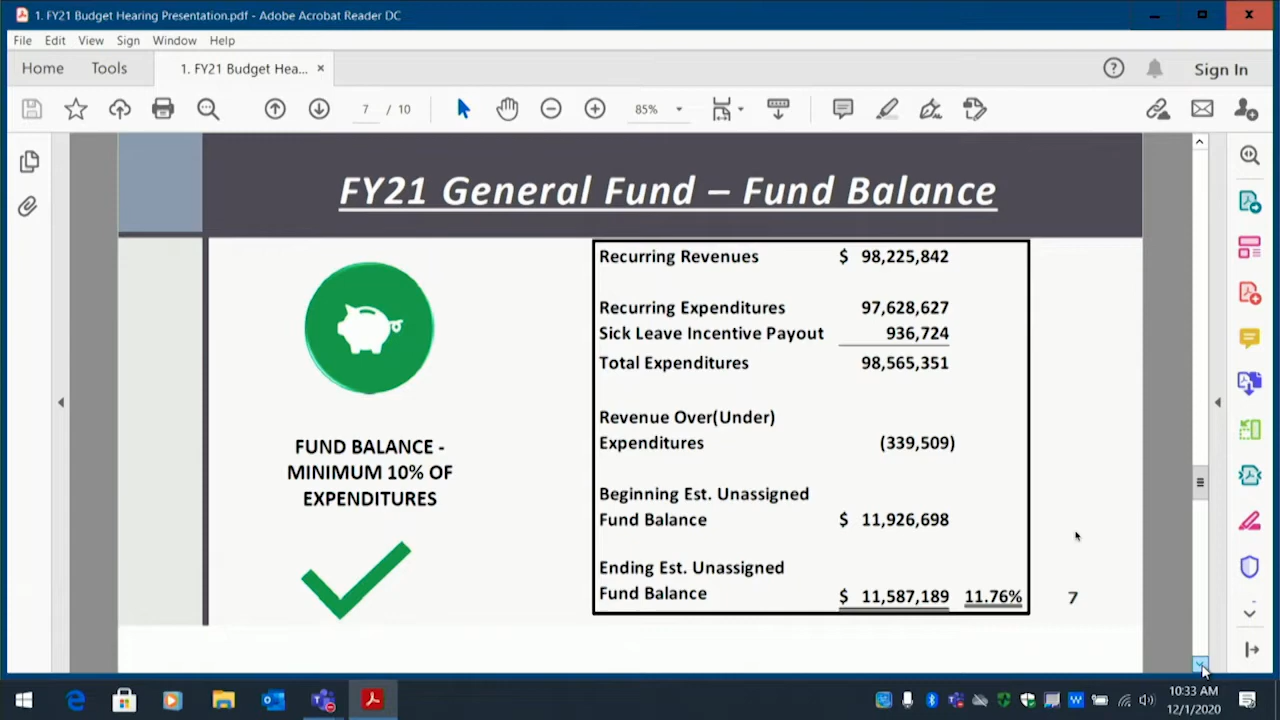 1. FY21 Budget Hearing Presentation.pdf - Adobe Acrobat Reader DC
File Edit View Sign Window Help
Home Tools 1. FY21 Budget Hea... × Sign In
7 / 10 85%
FY21 General Fund – Fund Balance
Recurring Revenues $ 98,225,842
Recurring Expenditures 97,628,627
Sick Leave Incentive Payout 936,724
Total Expenditures 98,565,351
Revenue Over(Under)
Expenditures (339,509)
Beginning Est. Unassigned
Fund Balance $ 11,926,698
Ending Est. Unassigned
Fund Balance $ 11,587,189 11.76%
FUND BALANCE -
MINIMUM 10% OF
EXPENDITURES
7
10:33 AM
12/1/2020